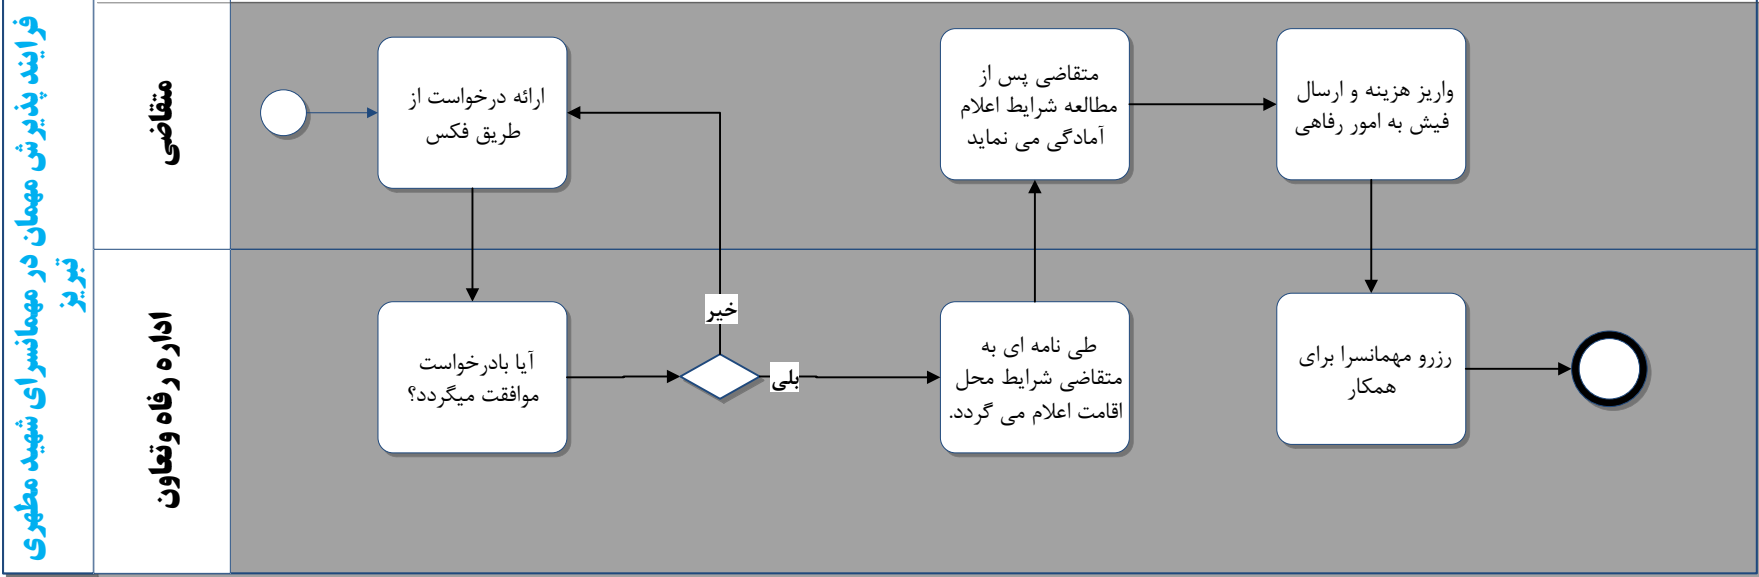 فرایند پذیرش مهمان در مهمانسرای شهید مطهری
تبریز
متقاضی
ارائه درخواست از
طریق فکس
متقاضی پس از
مطالعه شرایط اعلام
آمادگی می نماید
واریز هزینه و ارسال
فیش به امور رفاهی
اداره رفاه وتعاون
آیا بادرخواست
موافقت میگردد؟
خیر
بلی
طی نامه ای به
متقاضی شرایط محل
اقامت اعلام می گردد.
رزرو مهمانسرا برای
همکار